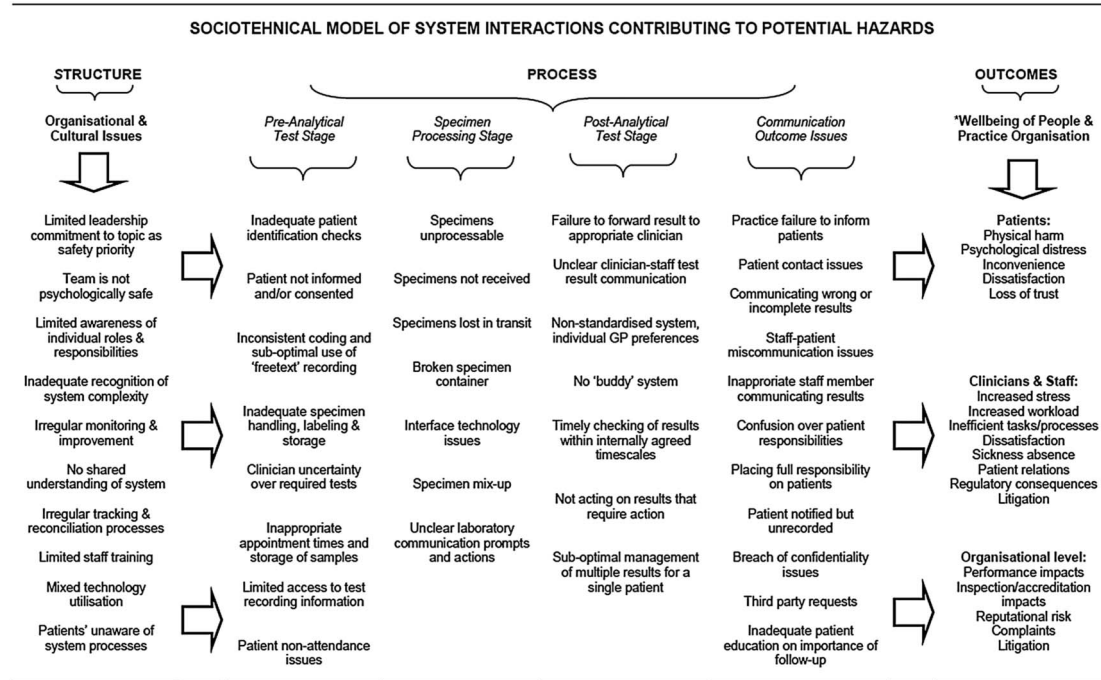 SOCIOTEHNICAL MODEL OF SYSTEM INTERACTIONS CONTRIBUTING TO POTENTIAL HAZARDS
STRUCTURE
Organisational &
Cultural Issues
Limited leadership
commitment to topic as
safety priority
Team is not
psychologically safe
Limited awareness of
individual roles &
responsibilities
Inadequate recognition of
system complexity
Irregular monitoring &
improvement
No shared
understanding of system
Irregular tracking &
reconciliation processes
Limited staff training
Mixed technology
utilisation
Patients' unaware of
system processes
PROCESS
Pre-Analytical
Test Stage
Inadequate patient
identification checks
Patient not informed
and/or consented
Inconsistent coding and
sub-optimal use of
'freetext' recording
Inadequate specimen
handling, labeling &
storage
Clinician uncertainty
over required tests
Inappropriate
appointment times and
storage of samples
Limited access to test
recording information
Patient non-attendance
issues
Specimen
Processing Stage
Specimens
unprocessable
Specimens not received
Specimens lost in transit
Broken specimen
container
Interface technology
issues
Specimen mix-up
Unclear laboratory
communication prompts
and actions
Post-Analytical
Test Stage
Failure to forward result to
appropriate clinician
Unclear clinician-staff test
result communication
Non-standardised system,
individual GP preferences
No 'buddy' system
Timely checking of results
within internally agreed
timescales
Not acting on results that
require action
Sub-optimal management
of multiple results for a
single patient
Communication
Outcome Issues
Practice failure to inform
patients
Patient contact issues
Communicating wrong or
incomplete results
Staff-patient
miscommunication issues
Inapproriate staff member
communicating results
Confusion over patient
responsibilities
Placing full responsibility
on patients
Patient notified but
unrecorded
Breach of confidentiality
issues
Third party requests
Inadequate patient
education on importance of
follow-up
OUTCOMES
*Wellbeing of People &
Practice Organisation
Patients:
Physical harm
Psychological distress
Inconvenience
Dissatisfaction
Loss of trust
Clinicians & Staff:
Increased stress
Increased workload
Inefficient tasks/processes
Dissatisfaction
Sickness absence
Patient relations
Regulatory consequences
Litigation
Organisational level:
Performance impacts
Inspection/accreditation
impacts
Reputational risk
Complaints
Litigation